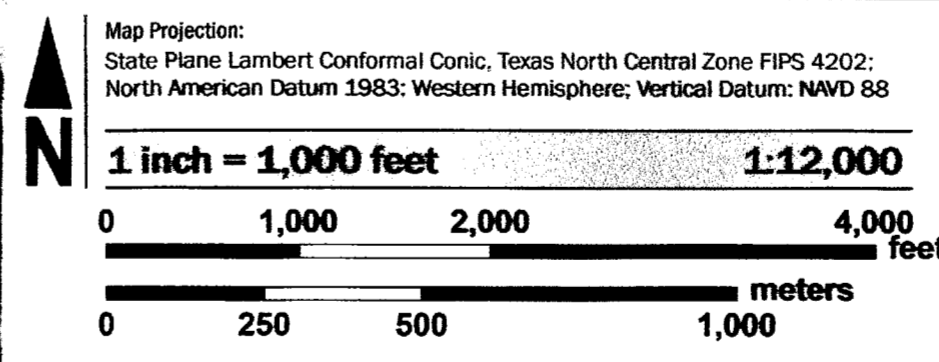 Map Projection:
State Plane Lambert Conformal Conic, Texas North Central Zone FIPS 4202;
North American Datum 1983; Western Hemisphere; Vertical Datum: NAVD 88
N
1 inch = 1,000 feet 1:12,000
0 1,000 2,000 4,000
feet
meters
0 250 500 1,000